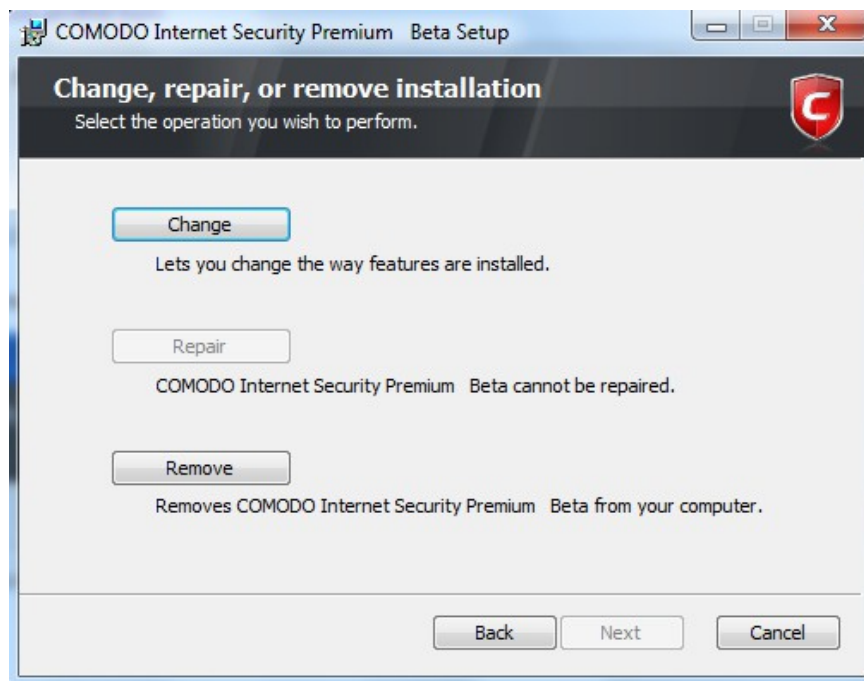 COMODO Internet Security Premium   Beta Setup
Change, repair, or remove installation
Select the operation you wish to perform.
Change
Lets you change the way features are installed.
Repair
COMODO Internet Security Premium   Beta cannot be repaired.
Remove
Removes COMODO Internet Security Premium   Beta from your computer.
Back Next Cancel